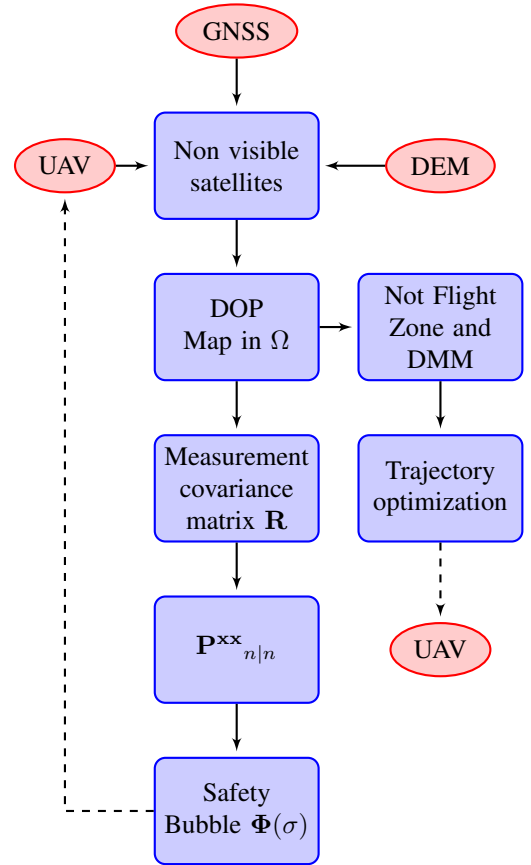 GNSS
UAV
Non visible
satellites
DEM
DOP
Map in Ω
Not Flight
Zone and
DMM
Measurement
covariance
matrix R
Trajectory
optimization
P^{xx}_{n|n}
UAV
Safety
Bubble Φ(σ)